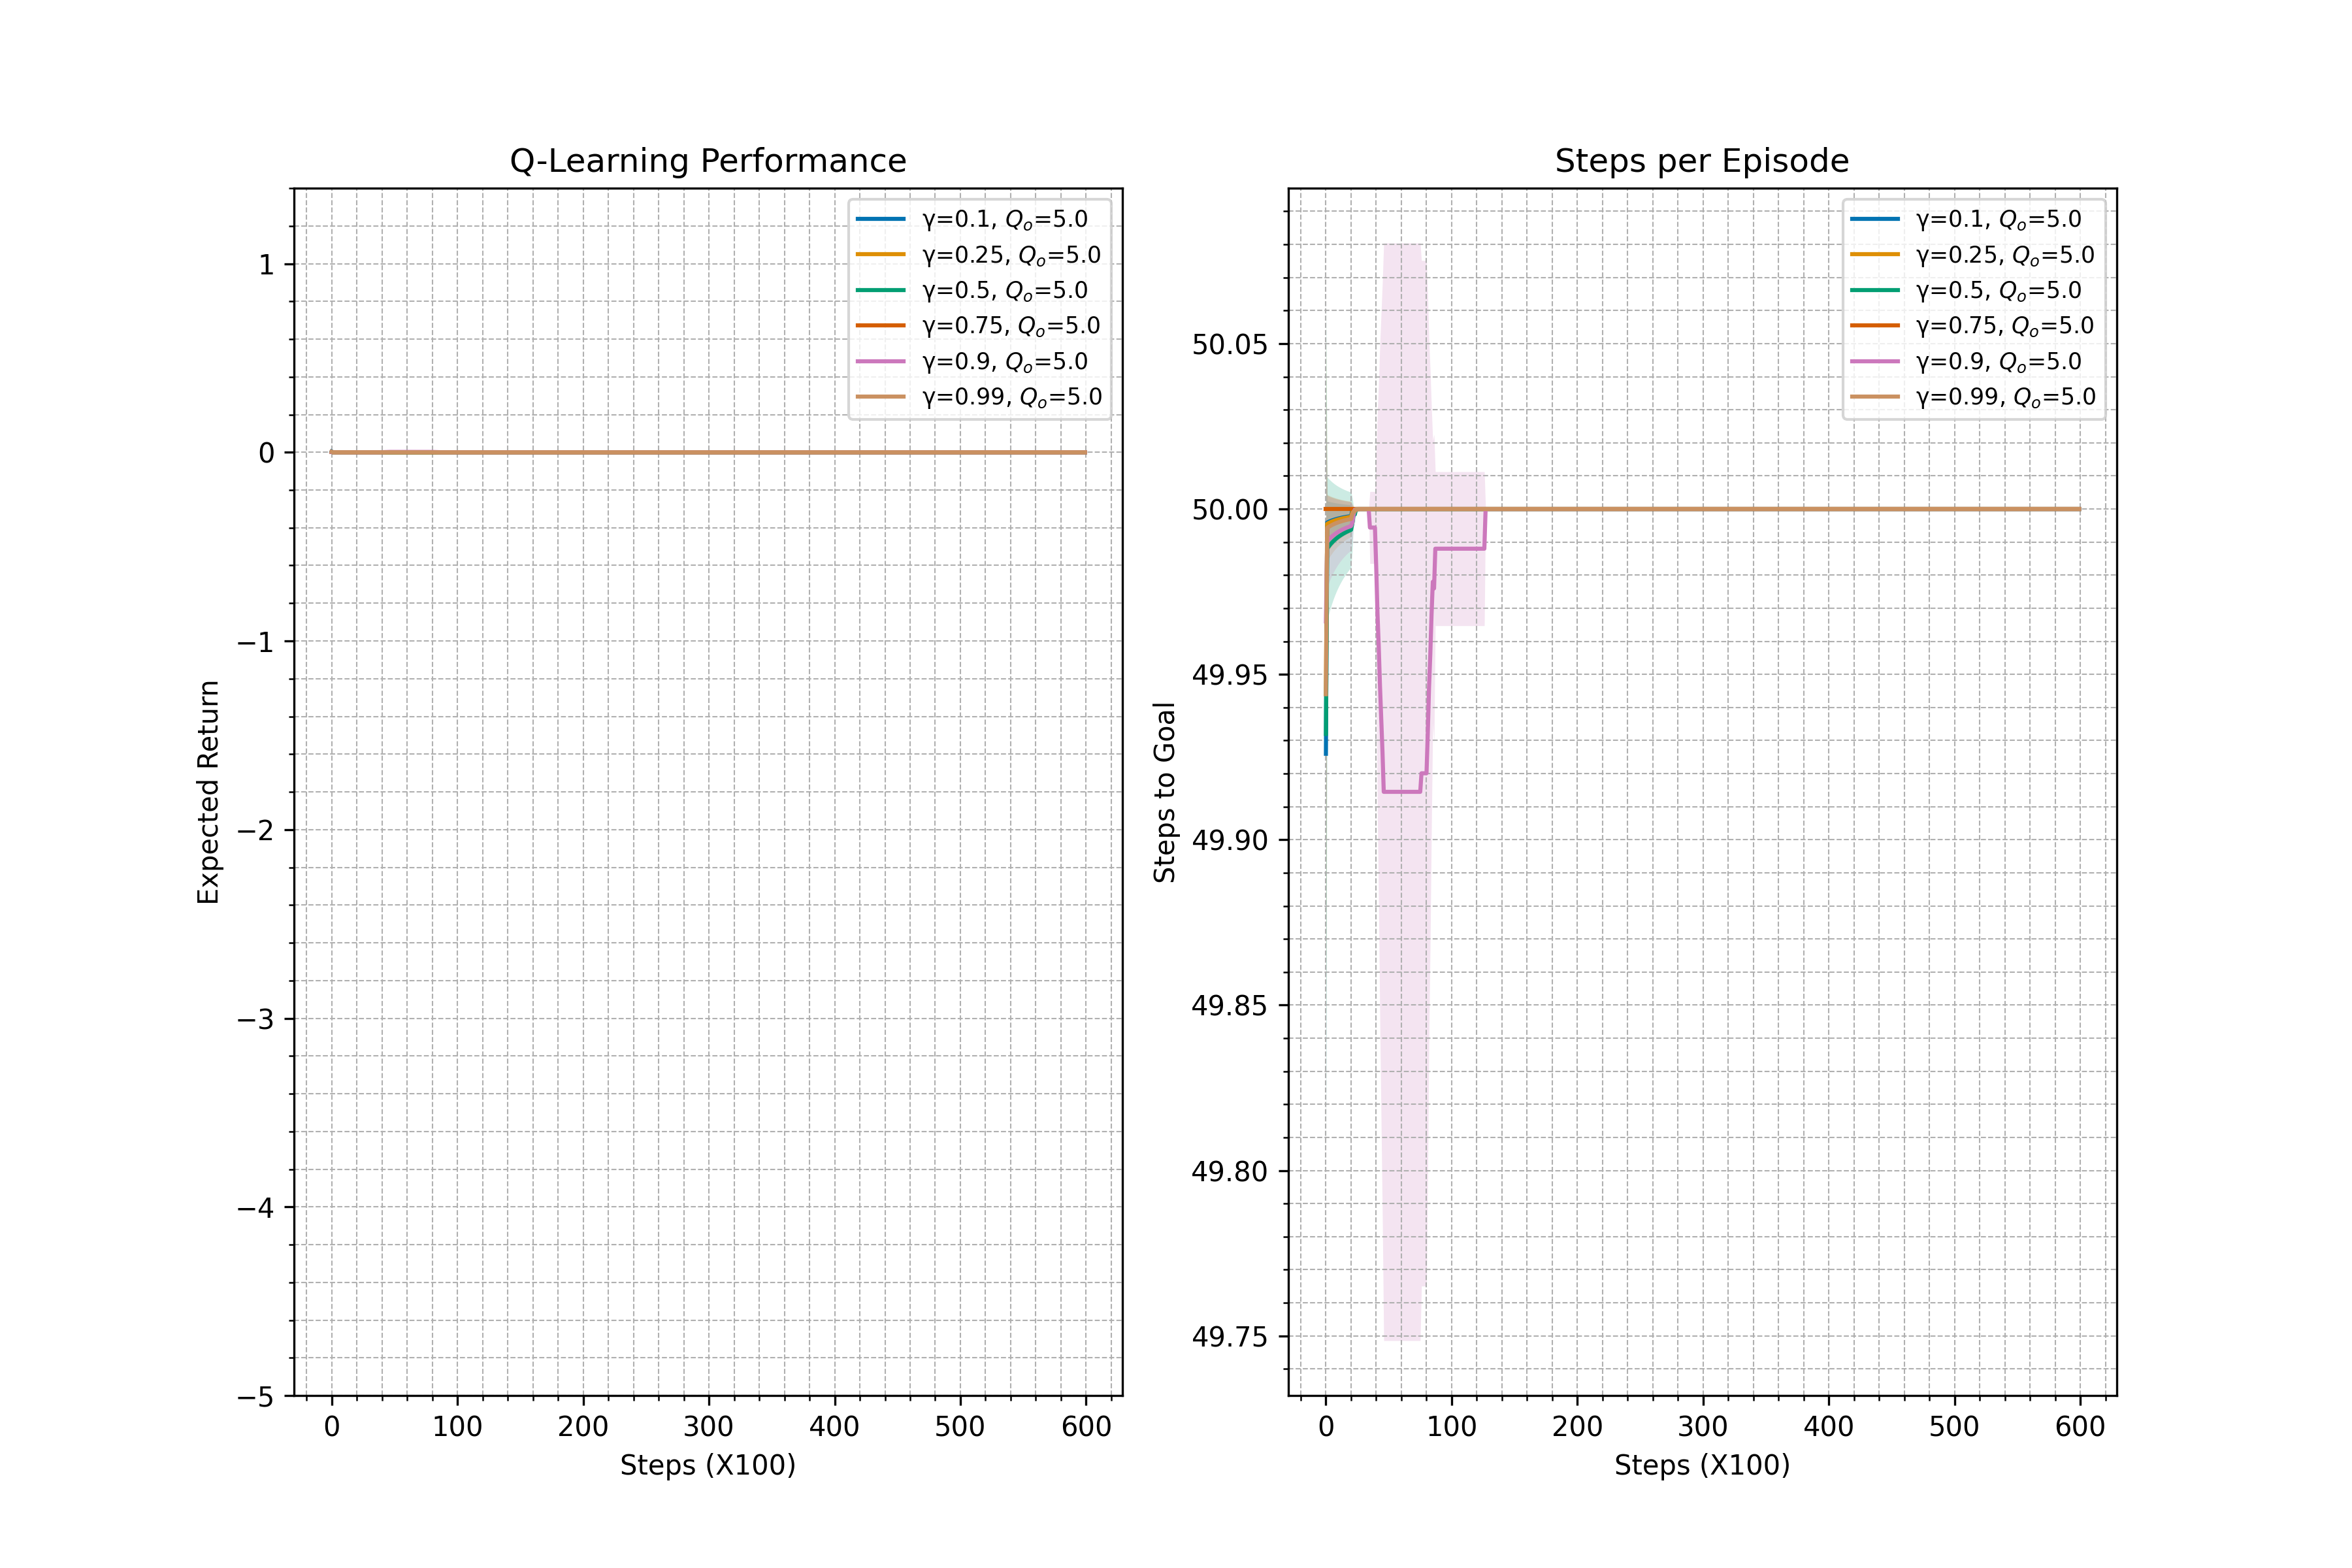 Q-Learning Performance
γ=0.1, Qo=5.0
γ=0.25, Qo=5.0
γ=0.5, Qo=5.0
γ=0.75, Qo=5.0
γ=0.9, Qo=5.0
γ=0.99, Qo=5.0
1
0
−1
−2
−3
−4
−5
Expected Return
0 100 200 300 400 500 600
Steps (X100)
Steps per Episode
γ=0.1, Qo=5.0
γ=0.25, Qo=5.0
γ=0.5, Qo=5.0
γ=0.75, Qo=5.0
γ=0.9, Qo=5.0
γ=0.99, Qo=5.0
50.05
50.00
49.95
49.90
49.85
49.80
49.75
Steps to Goal
0 100 200 300 400 500 600
Steps (X100)